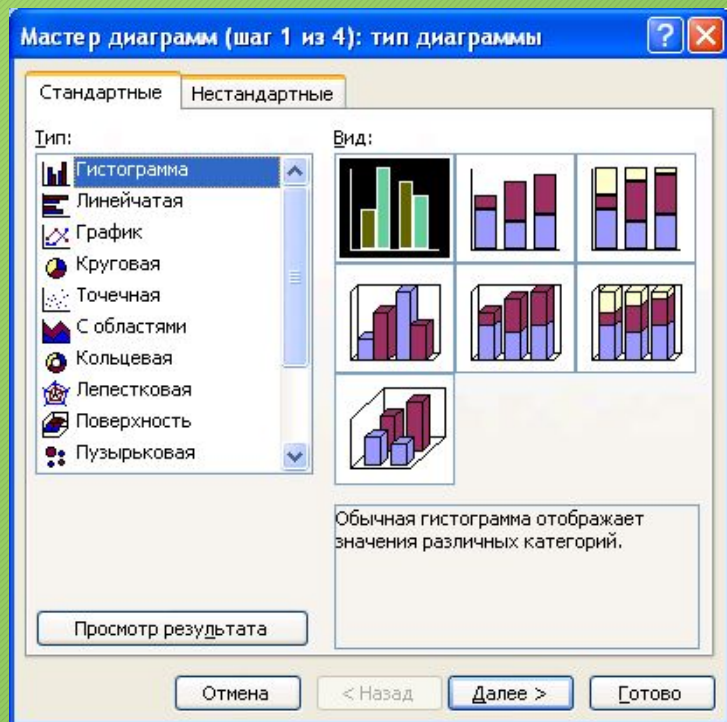 Мастер диаграмм (шаг 1 из 4): тип диаграммы
Стандартные
Нестандартные
Тип:
Гистограмма
Линейчатая
График
Круговая
Точечная
С областями
Кольцевая
Лепестковая
Поверхность
Пузырьковая
Вид:
Обычная гистограмма отображает
значения различных категорий.
Просмотр результата
Отмена
< Назад
Далее >
Готово